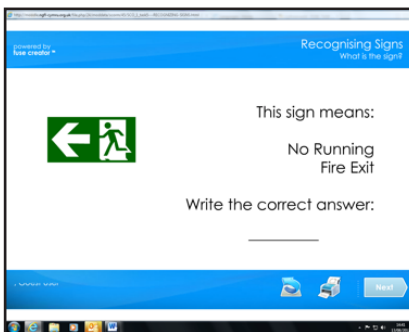 powered by
fuse creator™
Recognising Signs
What is the sign?
This sign means:
No Running
Fire Exit
Write the correct answer:
Next